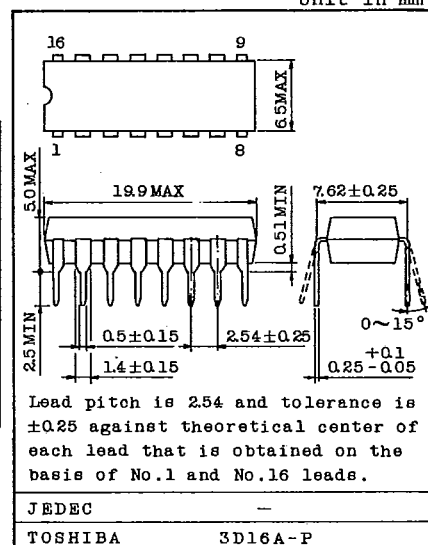 Unit in mm
16 9
6.5MAX
1 8
5.0MAX
19.9MAX
0.51MIN
7.62±0.25
2.5MIN
0.5±0.15
2.54±0.25
1.4±0.15
0~15°
+0.1
0.25-0.05
Lead pitch is 2.54 and tolerance is
±0.25 against theoretical center of
each lead that is obtained on the
basis of No.1 and No.16 leads.
JEDEC —
TOSHIBA 3D16A-P